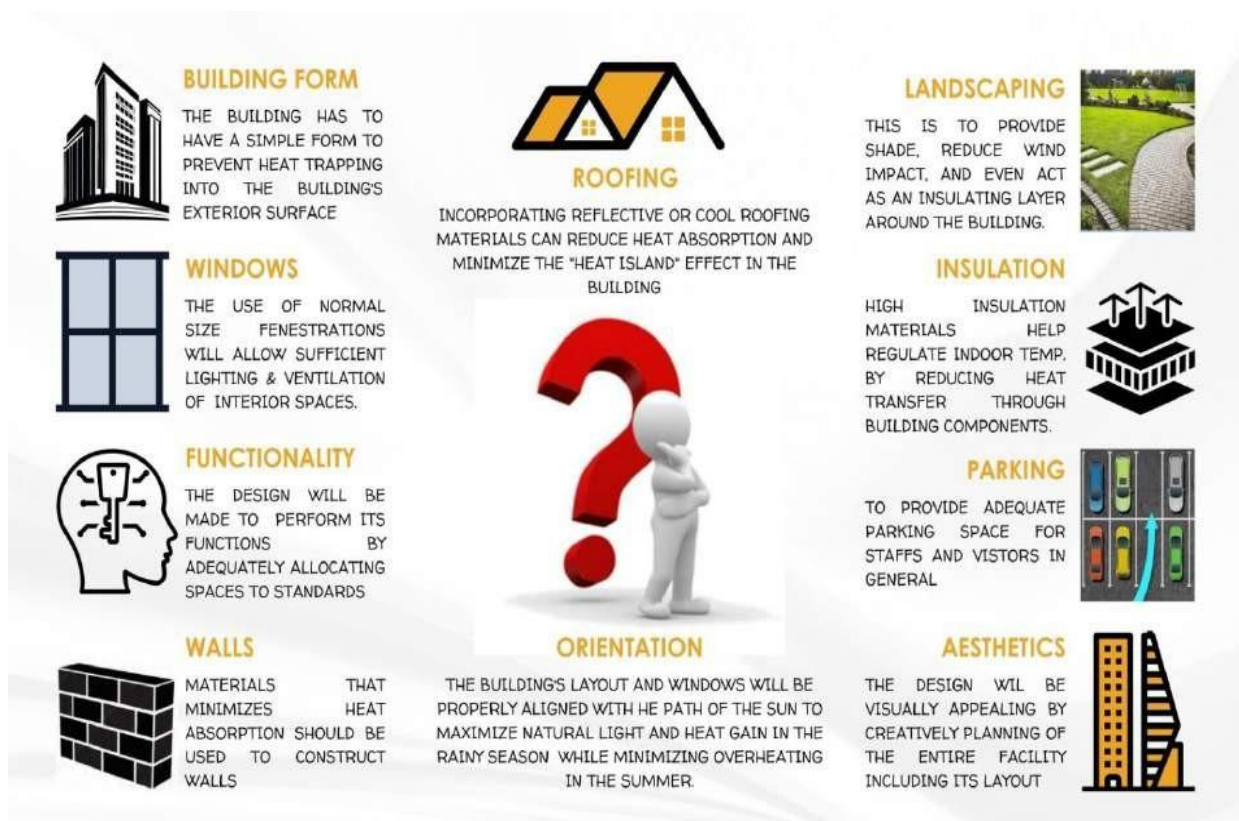 BUILDING FORM
THE BUILDING HAS TO
HAVE A SIMPLE FORM TO
PREVENT HEAT TRAPPING
INTO THE BUILDING'S
EXTERIOR SURFACE
WINDOWS
THE USE OF NORMAL
SIZE FENESTRATIONS
WILL ALLOW SUFFICIENT
LIGHTING & VENTILATION
OF INTERIOR SPACES.
FUNCTIONALITY
THE DESIGN WILL BE
MADE TO PERFORM ITS
FUNCTIONS BY
ADEQUATELY ALLOCATING
SPACES TO STANDARDS
WALLS
MATERIALS THAT
MINIMIZES HEAT
ABSORPTION SHOULD BE
USED TO CONSTRUCT
WALLS
ROOFING
INCORPORATING REFLECTIVE OR COOL ROOFING
MATERIALS CAN REDUCE HEAT ABSORPTION AND
MINIMIZE THE "HEAT ISLAND" EFFECT IN THE
BUILDING
ORIENTATION
THE BUILDING'S LAYOUT AND WINDOWS WILL BE
PROPERLY ALIGNED WITH HE PATH OF THE SUN TO
MAXIMIZE NATURAL LIGHT AND HEAT GAIN IN THE
RAINY SEASON WHILE MINIMIZING OVERHEATING
IN THE SUMMER.
LANDSCAPING
THIS IS TO PROVIDE
SHADE, REDUCE WIND
IMPACT, AND EVEN ACT
AS AN INSULATING LAYER
AROUND THE BUILDING.
INSULATION
HIGH INSULATION
MATERIALS HELP
REGULATE INDOOR TEMP.
BY REDUCING HEAT
TRANSFER THROUGH
BUILDING COMPONENTS.
PARKING
TO PROVIDE ADEQUATE
PARKING SPACE FOR
STAFFS AND VISTORS IN
GENERAL
AESTHETICS
THE DESIGN WIL BE
VISUALLY APPEALING BY
CREATIVELY PLANNING OF
THE ENTIRE FACILITY
INCLUDING ITS LAYOUT